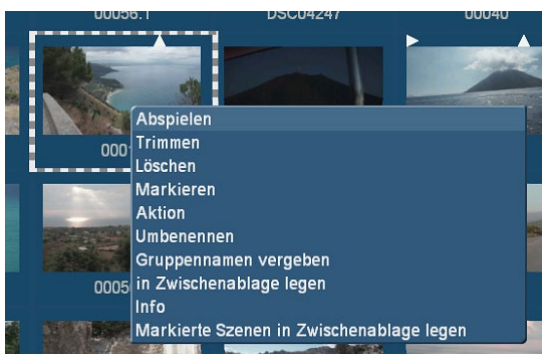 00056.1 DSC04247 00040
Abspielen
Trimmen
Löschen
Markieren
Aktion
Umbenennen
Gruppennamen vergeben
in Zwischenablage legen
Info
Markierte Szenen in Zwischenablage legen